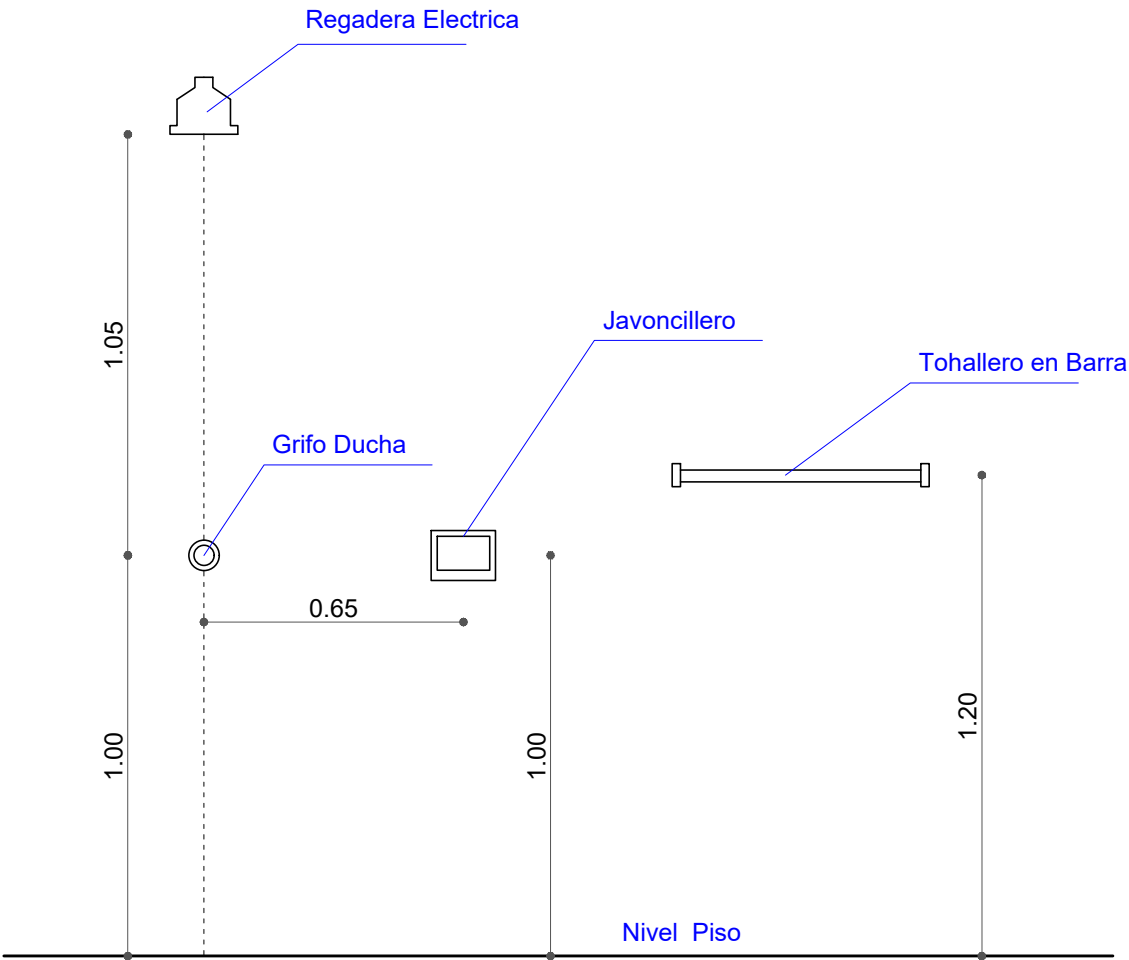 Regadera Electrica
Javoncillero
1.05
Tohallero en Barra
Grifo Ducha
0.65
1.20
1.00
1.00
Nivel Piso